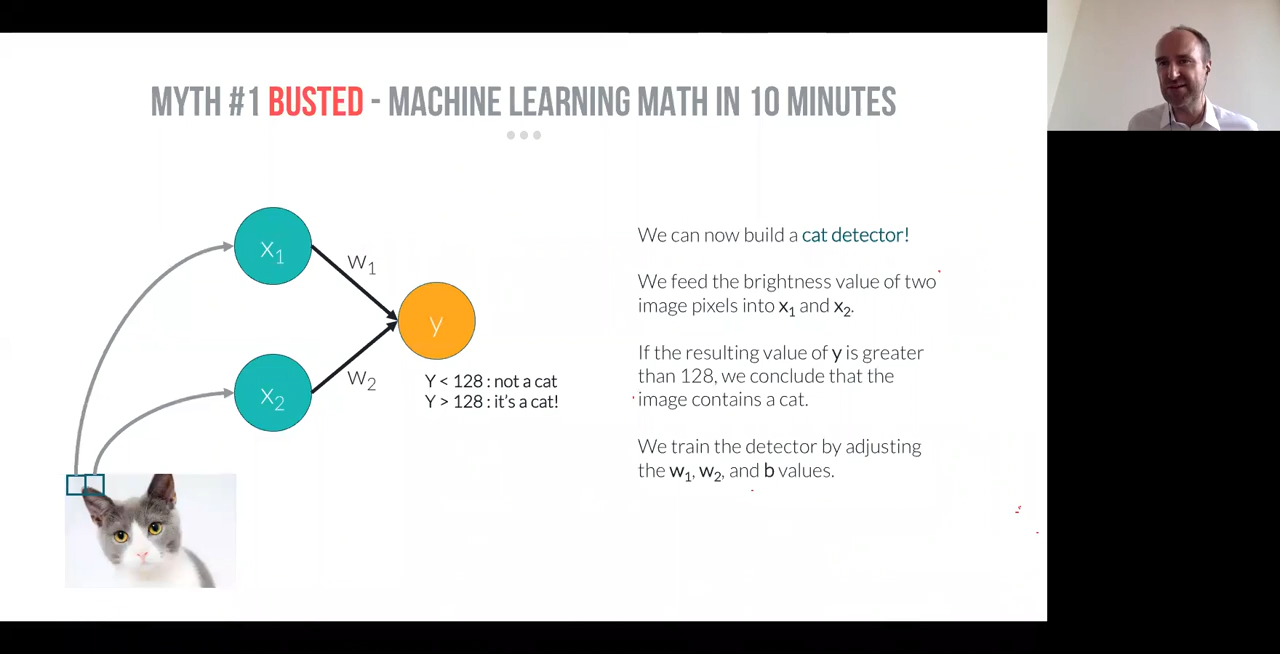 MYTH #1 BUSTED - MACHINE LEARNING MATH IN 10 MINUTES
x1
w1
y
x2
w2
Y < 128 : not a cat
Y > 128 : it's a cat!
We can now build a cat detector!
We feed the brightness value of two
image pixels into x1 and x2.
If the resulting value of y is greater
than 128, we conclude that the
image contains a cat.
We train the detector by adjusting
the w1, w2, and b values.